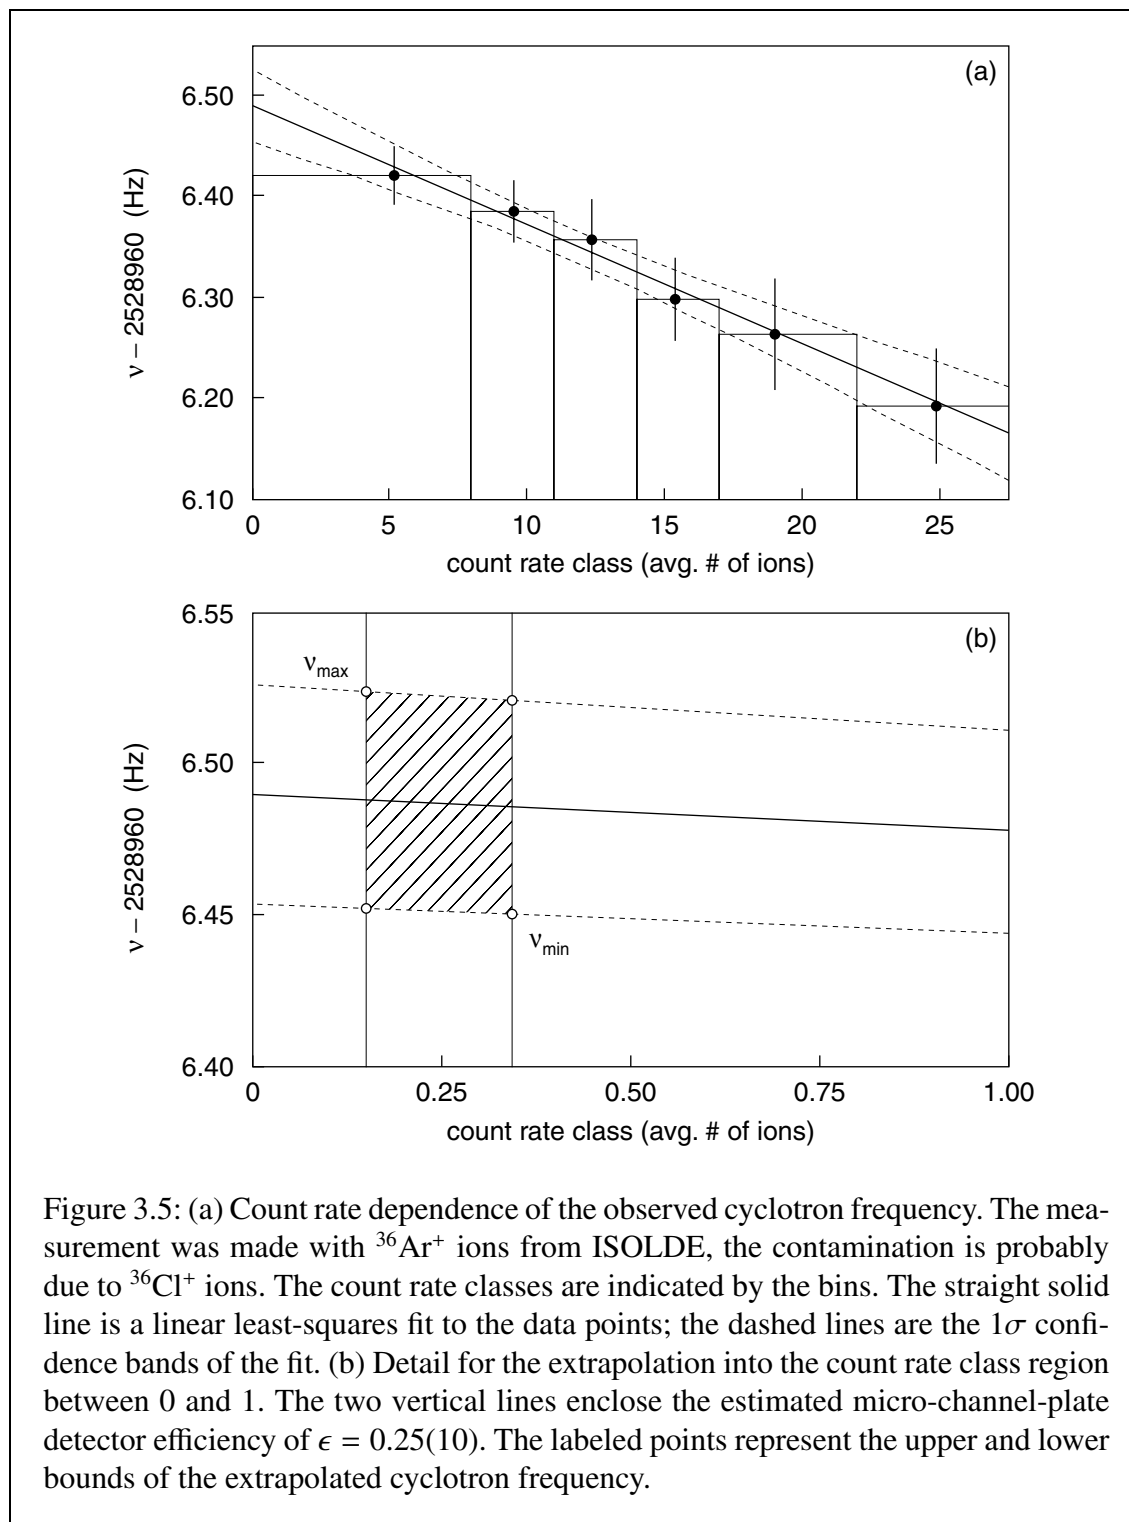 (a)
6.50
6.40
6.30
6.20
6.10
ν − 2528960 (Hz)
0 5 10 15 20 25
count rate class (avg. # of ions)
(b)
6.55
6.50
6.45
6.40
ν − 2528960 (Hz)
νmax
νmin
0 0.25 0.50 0.75 1.00
count rate class (avg. # of ions)
Figure 3.5: (a) Count rate dependence of the observed cyclotron frequency. The mea-
surement was made with ³⁶Ar⁺ ions from ISOLDE, the contamination is probably
due to ³⁶Cl⁺ ions. The count rate classes are indicated by the bins. The straight solid
line is a linear least-squares fit to the data points; the dashed lines are the 1σ confi-
dence bands of the fit. (b) Detail for the extrapolation into the count rate class region
between 0 and 1. The two vertical lines enclose the estimated micro-channel-plate
detector efficiency of ϵ = 0.25(10). The labeled points represent the upper and lower
bounds of the extrapolated cyclotron frequency.